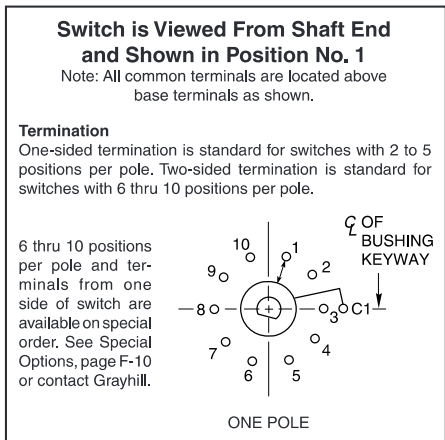 Switch is Viewed From Shaft End
and Shown in Position No. 1
Note: All common terminals are located above
base terminals as shown.
Termination
One-sided termination is standard for switches with 2 to 5
positions per pole. Two-sided termination is standard for
switches with 6 thru 10 positions per pole.
6 thru 10 positions
per pole and ter-
minals from one
side of switch are
available on special
order. See Special
Options, page F-10
or contact Grayhill.
℄ OF
BUSHING
KEYWAY
10
1
9
2
8
3
C1
7
4
6
5
ONE POLE